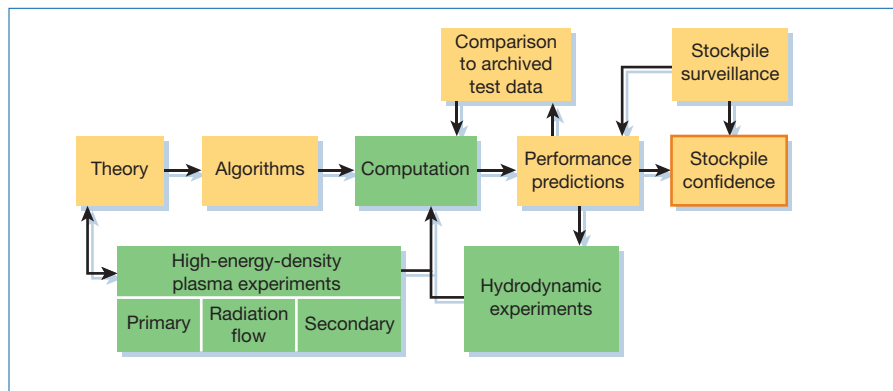 Comparison
to archived
test data
Stockpile
surveillance
Theory
Algorithms
Computation
Performance
predictions
Stockpile
confidence
High-energy-density
plasma experiments
Primary
Radiation
flow
Secondary
Hydrodynamic
experiments